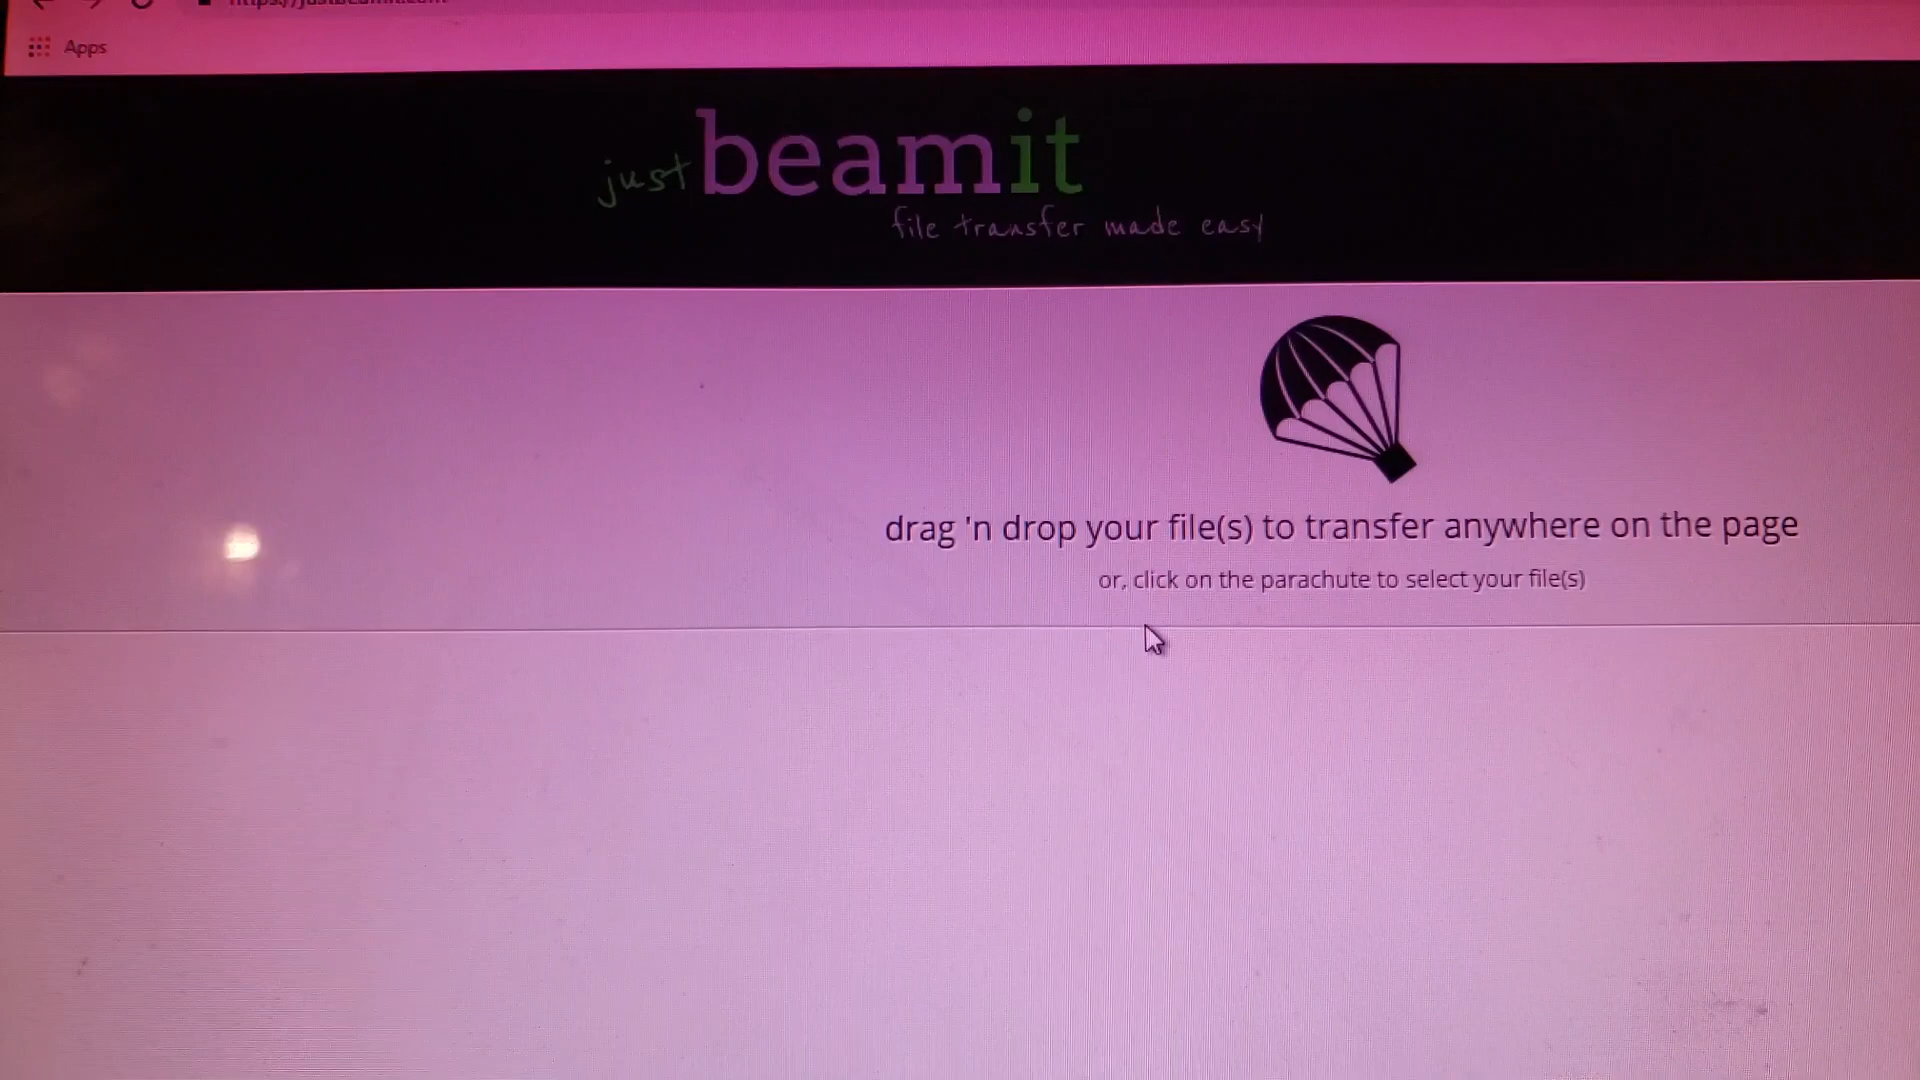 Apps
just beamit
file transfer made easy
drag 'n drop your file(s) to transfer anywhere on the page
or, click on the parachute to select your file(s)